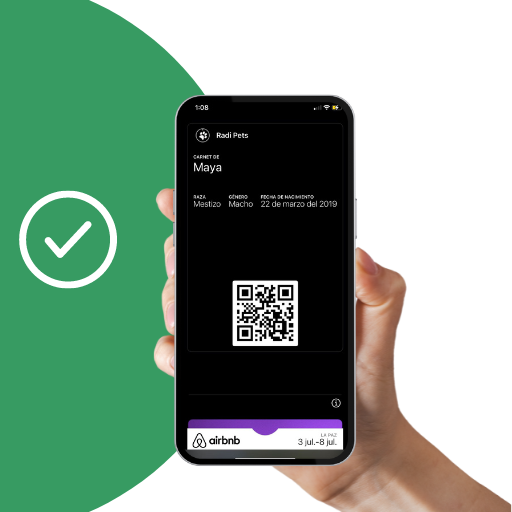 1:08
Radi Pets
CARNET DE
Maya
RAZA GÉNERO FECHA DE NACIMIENTO
Mestizo Macho 22 de marzo del 2019
airbnb
LA PAZ
3 jul.-8 jul.